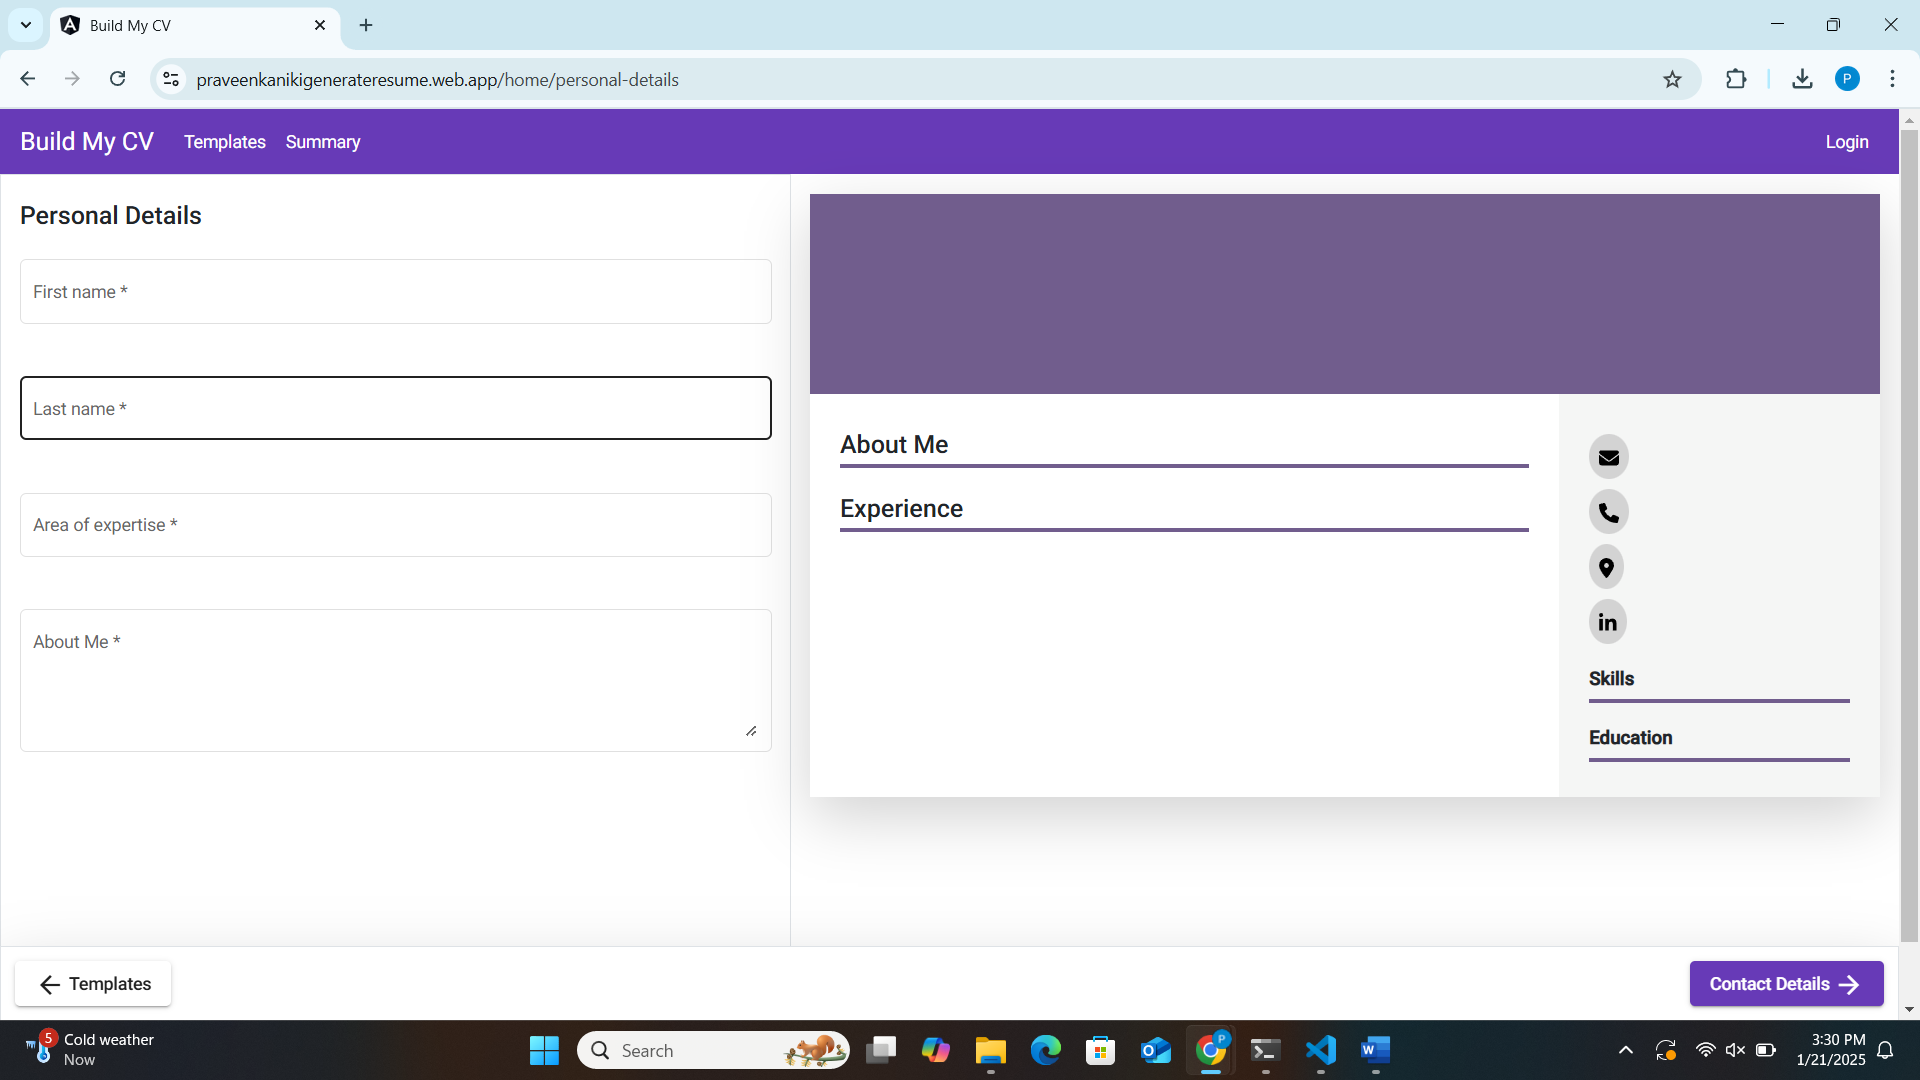 Build My CV
praveenkanikigenerateresume.web.app/home/personal-details
P
Build My CV
Templates
Summary
Login
Personal Details
First name *
Last name *
Area of expertise *
About Me *
About Me
Experience
Skills
Education
Templates
Contact Details
5
Cold weather
Now
Search
P
3:30 PM
1/21/2025